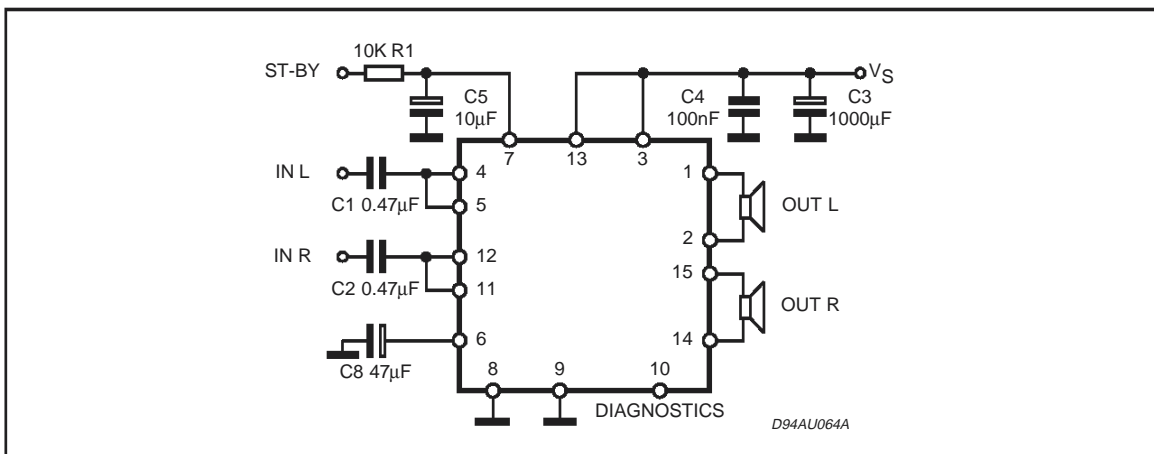 10K R1
ST-BY
C5
10µF
C4
100nF
VS
C3
1000µF
7
13
3
IN L
4
1
C1 0.47µF
5
OUT L
2
IN R
12
15
C2 0.47µF
11
OUT R
6
14
C8 47µF
8
9
10
DIAGNOSTICS
D94AU064A